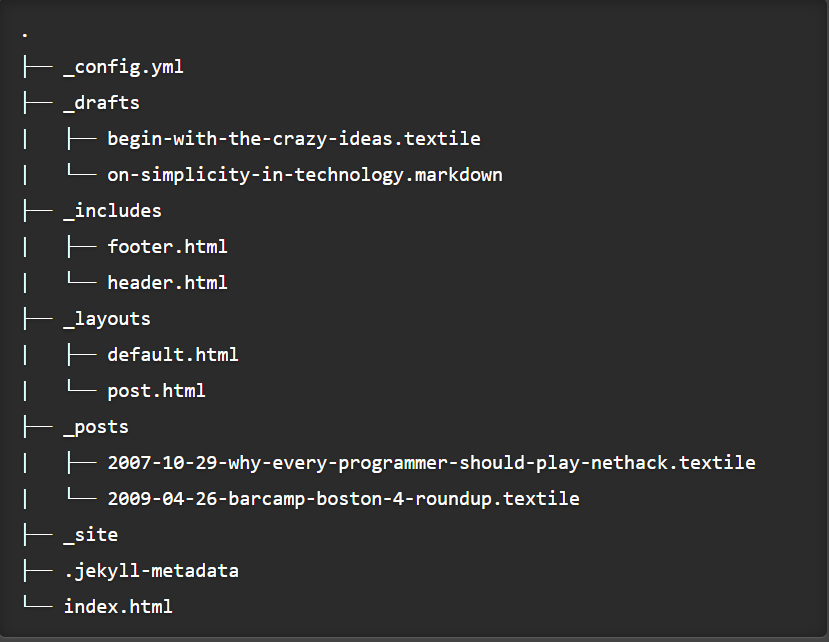 .
├── _config.yml
├── _drafts
|   ├── begin-with-the-crazy-ideas.textile
|   └── on-simplicity-in-technology.markdown
├── _includes
|   ├── footer.html
|   └── header.html
├── _layouts
|   ├── default.html
|   └── post.html
├── _posts
|   ├── 2007-10-29-why-every-programmer-should-play-nethack.textile
|   └── 2009-04-26-barcamp-boston-4-roundup.textile
├── _site
├── .jekyll-metadata
└── index.html